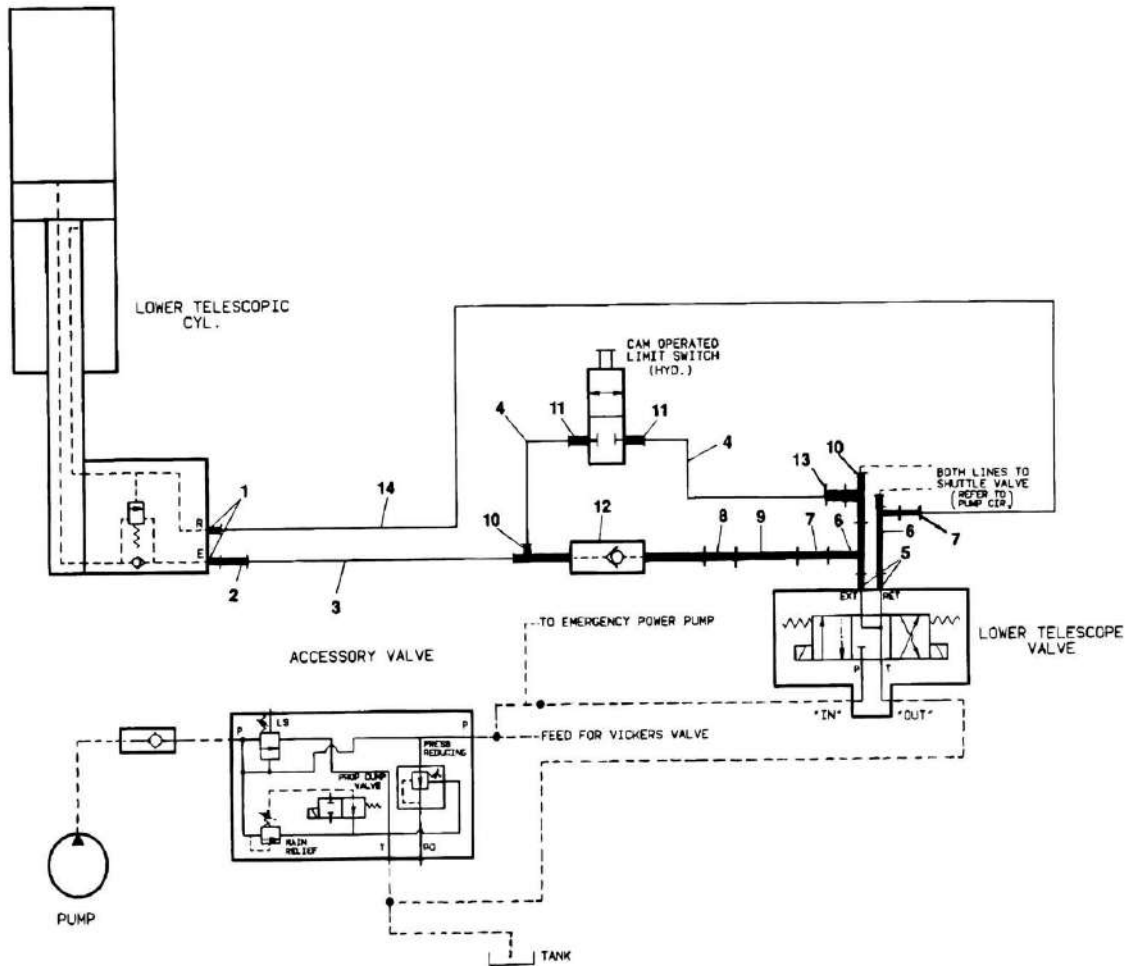 LOWER TELESCOPIC
CYL.
CAM OPERATED
LIMIT SWITCH
(HYD.)
11
11
4
4
10
13
BOTH LINES TO
SHUTTLE VALVE
(REFER TO
PUMP CIR.)
1
14
R
E
10
12
8
9
7
6
6
7
5
2
3
EXT
RET
TO EMERGENCY POWER PUMP
LOWER TELESCOPE
VALVE
ACCESSORY VALVE
P
T
"IN"
"OUT"
LS
P
P
FEED FOR VICKERS VALVE
PRESS
REDUCING
PROP DUMP
VALVE
MAIN
RELIEF
T
PUMP
TANK